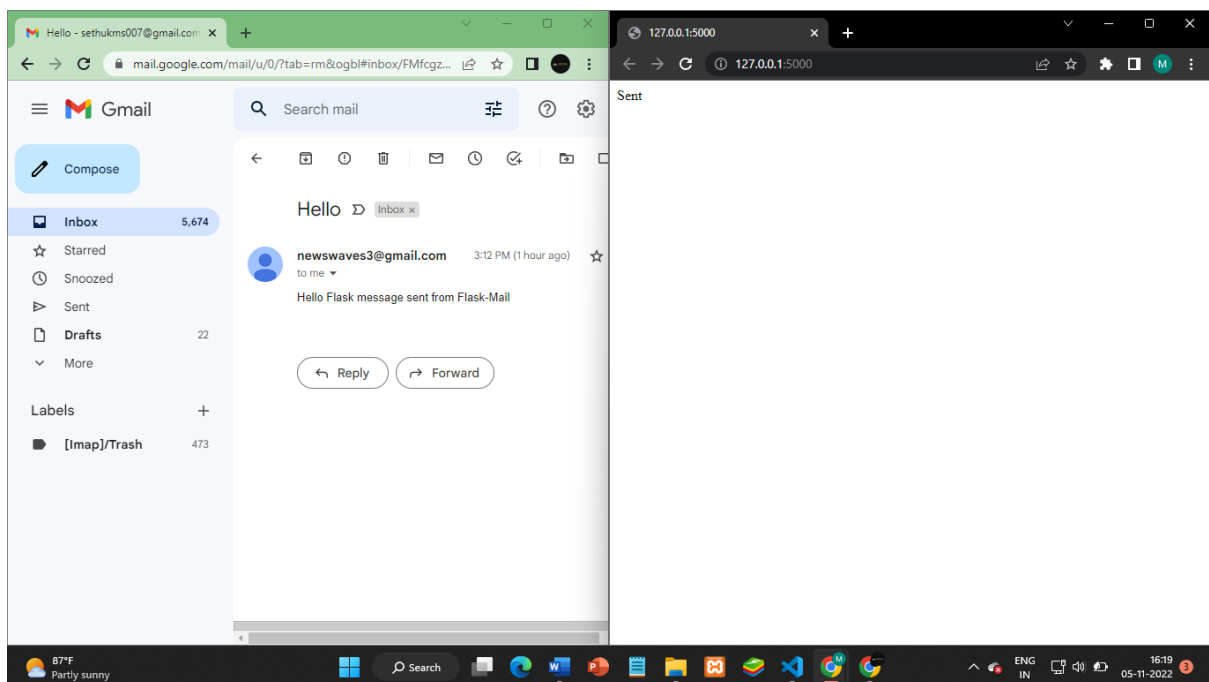 Hello - sethukms007@gmail.com
mail.google.com/mail/u/0/?tab=rm&ogbl#inbox/FMfcgz...
Gmail
Search mail
Compose
Inbox 5,674
Starred
Snoozed
Sent
Drafts 22
More
Labels
[Imap]/Trash 473
Hello Inbox ×
newswaves3@gmail.com 3:12 PM (1 hour ago)
to me
Hello Flask message sent from Flask-Mail
Reply Forward
127.0.0.1:5000
127.0.0.1:5000
M
Sent
87°F
Partly sunny
Search
ENG
IN
16:19
05-11-2022
3